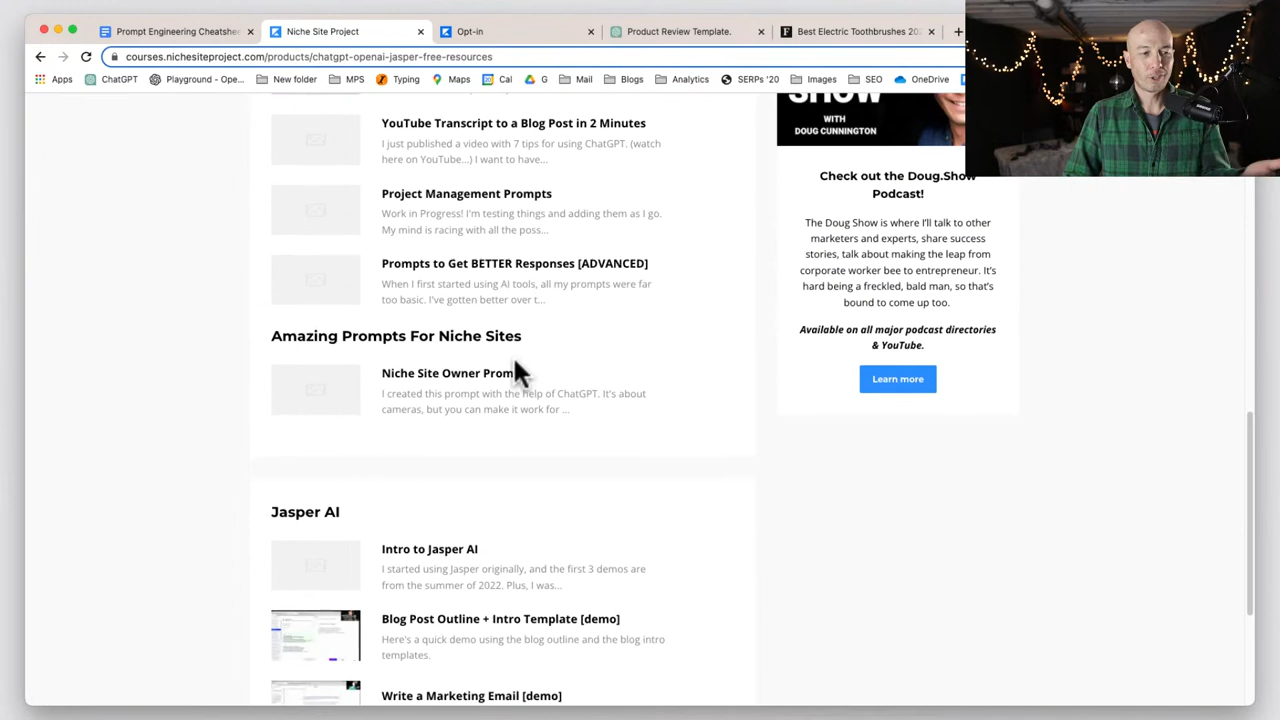 Prompt Engineering Cheatshe
Niche Site Project
Opt-in
Product Review Template.
Best Electric Toothbrushes 202
courses.nichesiteproject.com/products/chatgpt-openai-jasper-free-resources
Apps
ChatGPT
Playground - Ope...
New folder
MPS
Typing
Maps
Cal
G
Mail
Blogs
Analytics
SERPs '20
Images
SEO
OneDrive
YouTube Transcript to a Blog Post in 2 Minutes
I just published a video with 7 tips for using ChatGPT. (watch
here on YouTube...) I want to have...
Project Management Prompts
Work in Progress! I'm testing things and adding them as I go.
My mind is racing with all the poss...
Prompts to Get BETTER Responses [ADVANCED]
When I first started using AI tools, all my prompts were far
too basic. I've gotten better over t...
Amazing Prompts For Niche Sites
Niche Site Owner Prom
I created this prompt with the help of ChatGPT. It's about
cameras, but you can make it work for ...
Jasper AI
Intro to Jasper AI
I started using Jasper originally, and the first 3 demos are
from the summer of 2022. Plus, I was...
Blog Post Outline + Intro Template [demo]
Here's a quick demo using the blog outline and the blog intro
templates.
Write a Marketing Email [demo]
SHOW
WITH
DOUG CUNNINGTON
Check out the Doug.Show
Podcast!
The Doug Show is where I'll talk to other
marketers and experts, share success
stories, talk about making the leap from
corporate worker bee to entrepreneur. It's
hard being a freckled, bald man, so that's
bound to come up too.
Available on all major podcast directories
& YouTube.
Learn more